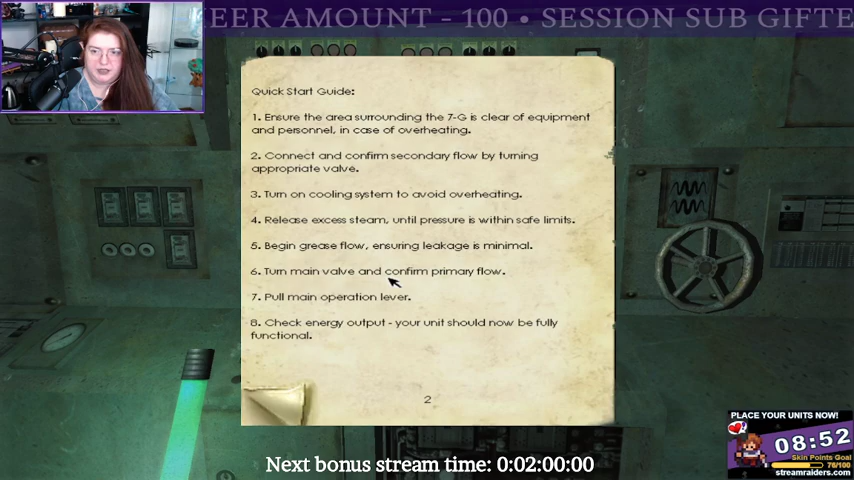 EER AMOUNT - 100 • SESSION SUB GIFTE
Quick Start Guide:
1. Ensure the area surrounding the 7-G is clear of equipment
and personnel, in case of overheating.
2. Connect and confirm secondary flow by turning
appropriate valve.
3. Turn on cooling system to avoid overheating.
4. Release excess steam, until pressure is within safe limits.
5. Begin grease flow, ensuring leakage is minimal.
6. Turn main valve and confirm primary flow.
7. Pull main operation lever.
8. Check energy output - your unit should now be fully
functional.
2
PLACE YOUR UNITS NOW!
08:52
Skin Points Goal
76/100
streamraiders.com
Next bonus stream time: 0:02:00:00